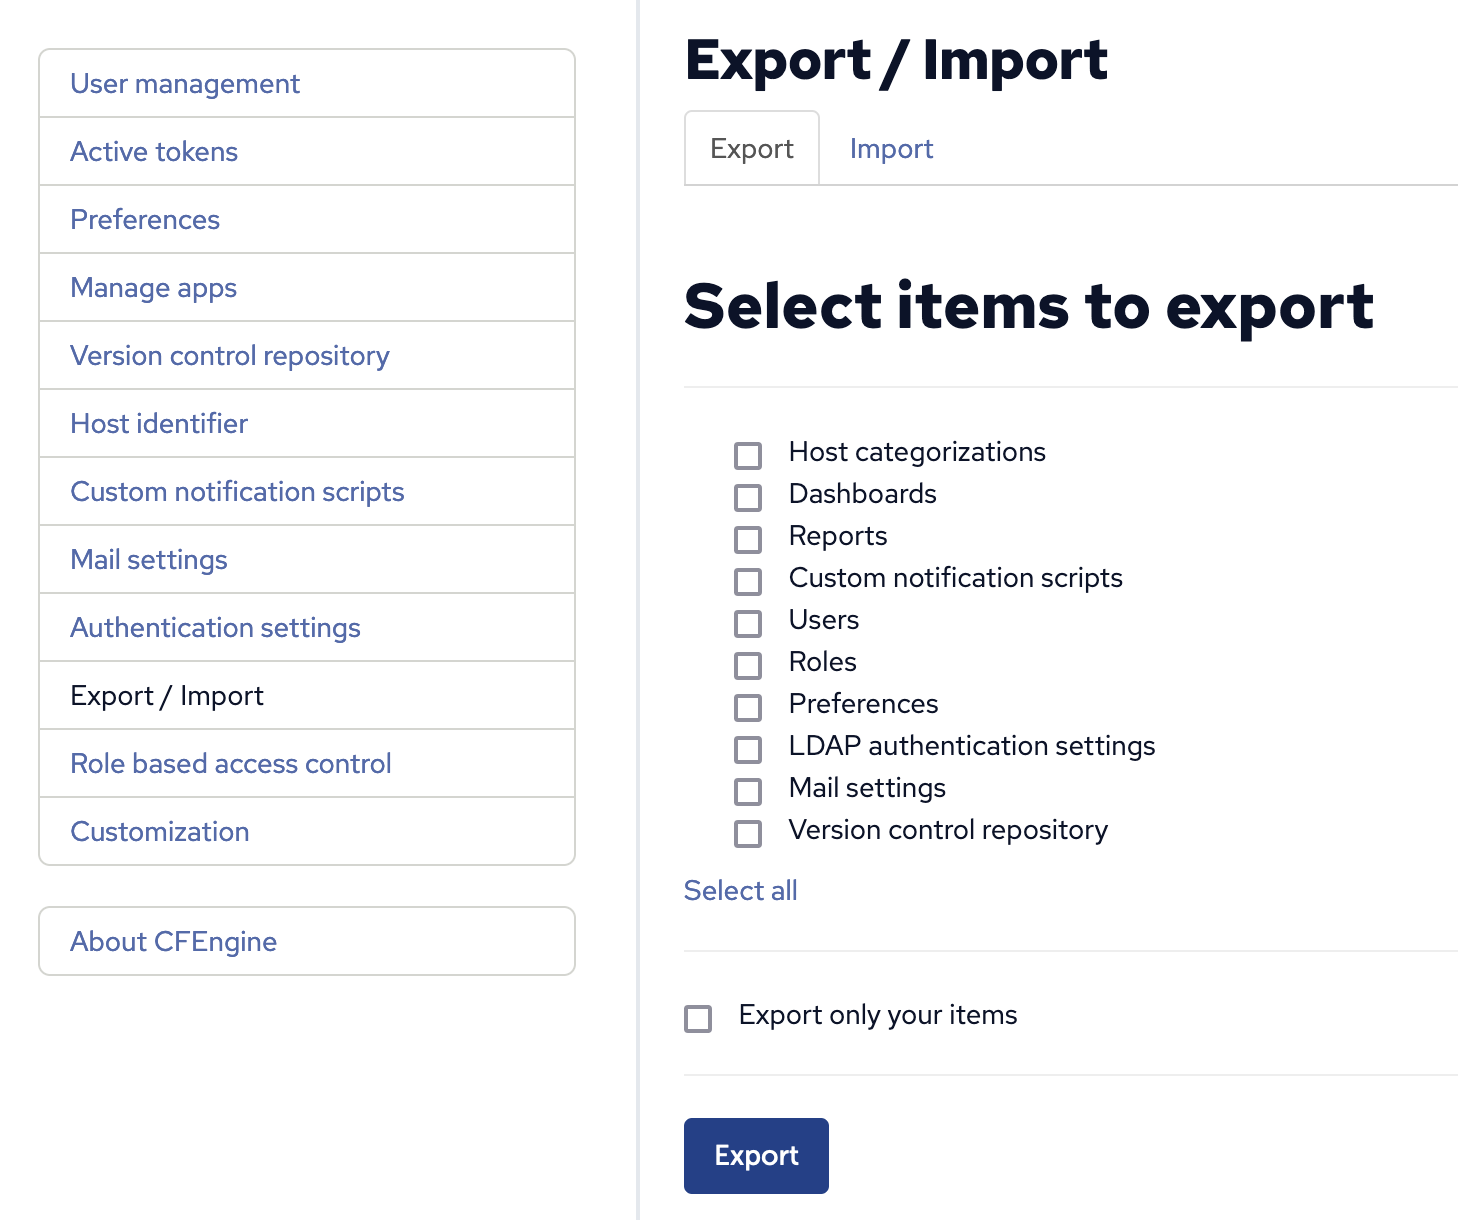 User management
Active tokens
Preferences
Manage apps
Version control repository
Host identifier
Custom notification scripts
Mail settings
Authentication settings
Export / Import
Role based access control
Customization
About CFEngine
Export / Import
Export
Import
Select items to export
Host categorizations
Dashboards
Reports
Custom notification scripts
Users
Roles
Preferences
LDAP authentication settings
Mail settings
Version control repository
Select all
Export only your items
Export